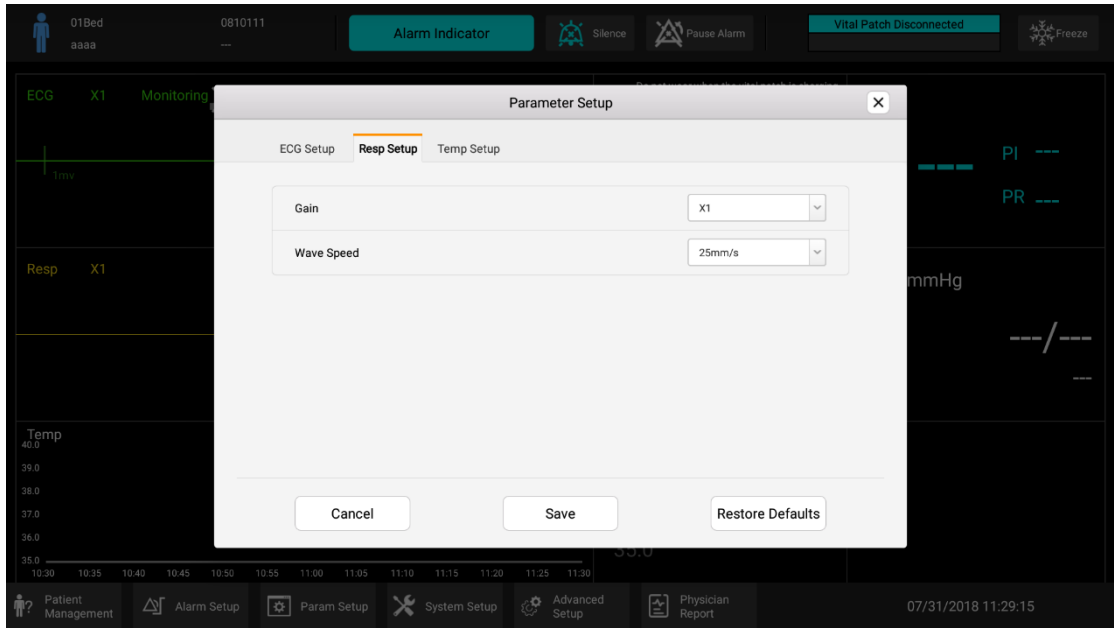 01Bed 0810111
aaaa ---
Alarm Indicator
Silence
Pause Alarm
Vital Patch Disconnected
Freeze
ECG X1 Monitoring
1mv
PI ---
PR ---
---
Parameter Setup
ECG Setup Resp Setup Temp Setup
Gain X1
Wave Speed 25mm/s
Cancel Save Restore Defaults
Resp X1
mmHg
---/---
---
Temp
40.0
39.0
38.0
37.0
36.0
35.0
35.0
10:30 10:35 10:40 10:45 10:50 10:55 11:00 11:05 11:10 11:15 11:20 11:25 11:30
Patient
Management
Alarm Setup
Param Setup
System Setup
Advanced
Setup
Physician
Report
07/31/2018 11:29:15